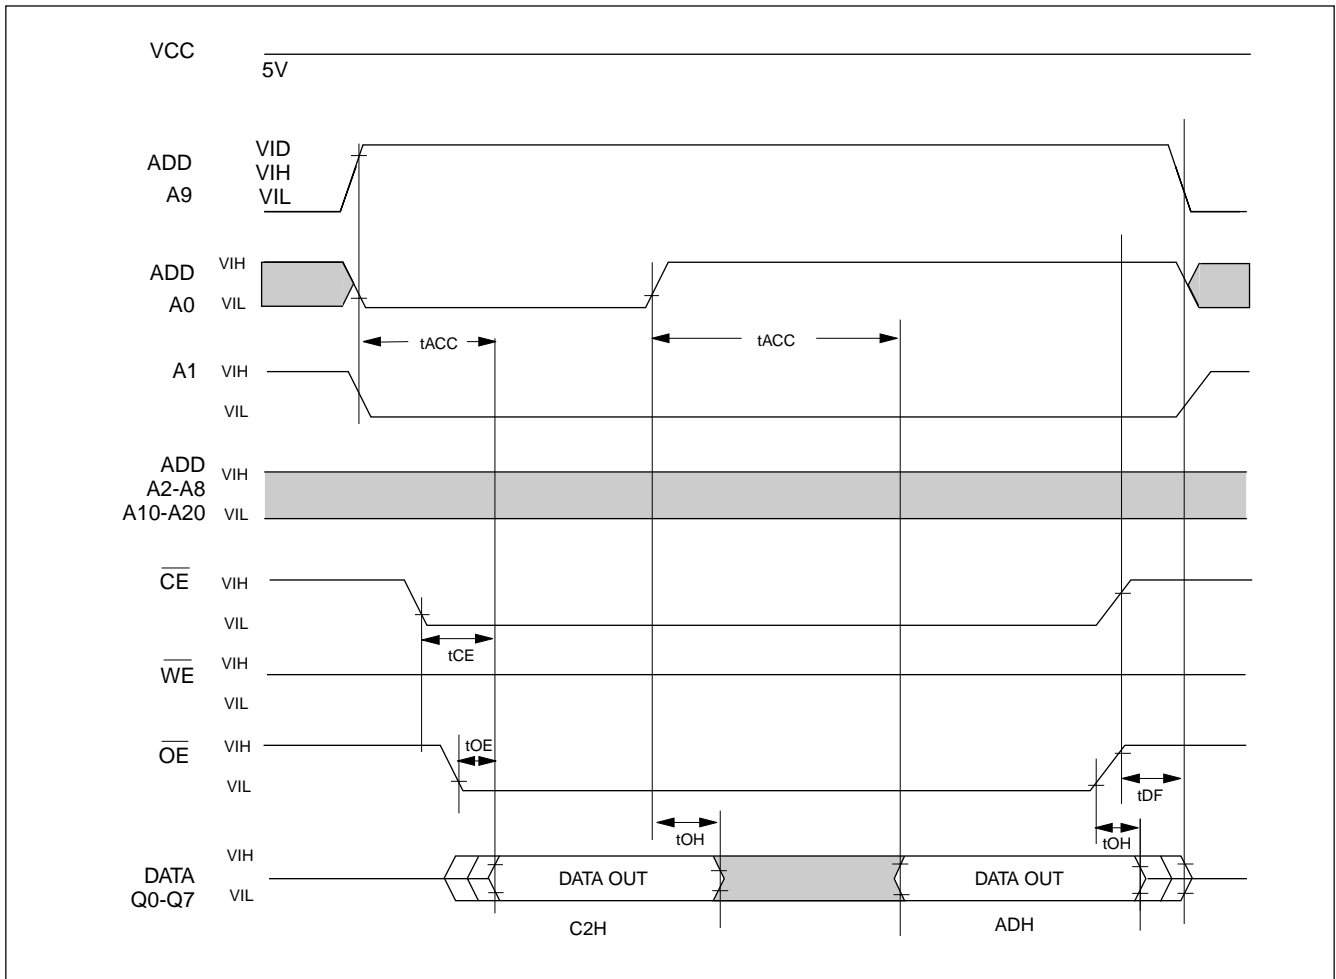 VCC
5V
ADD
A9
VID
VIH
VIL
ADD
A0
VIH
VIL
tACC
tACC
A1
VIH
VIL
ADD
A2-A8
A10-A20
VIH
VIL
CE
VIH
VIL
tCE
WE
VIH
VIL
OE
VIH
VIL
tOE
tDF
tOH
tOH
DATA
Q0-Q7
VIH
VIL
DATA OUT
DATA OUT
C2H
ADH